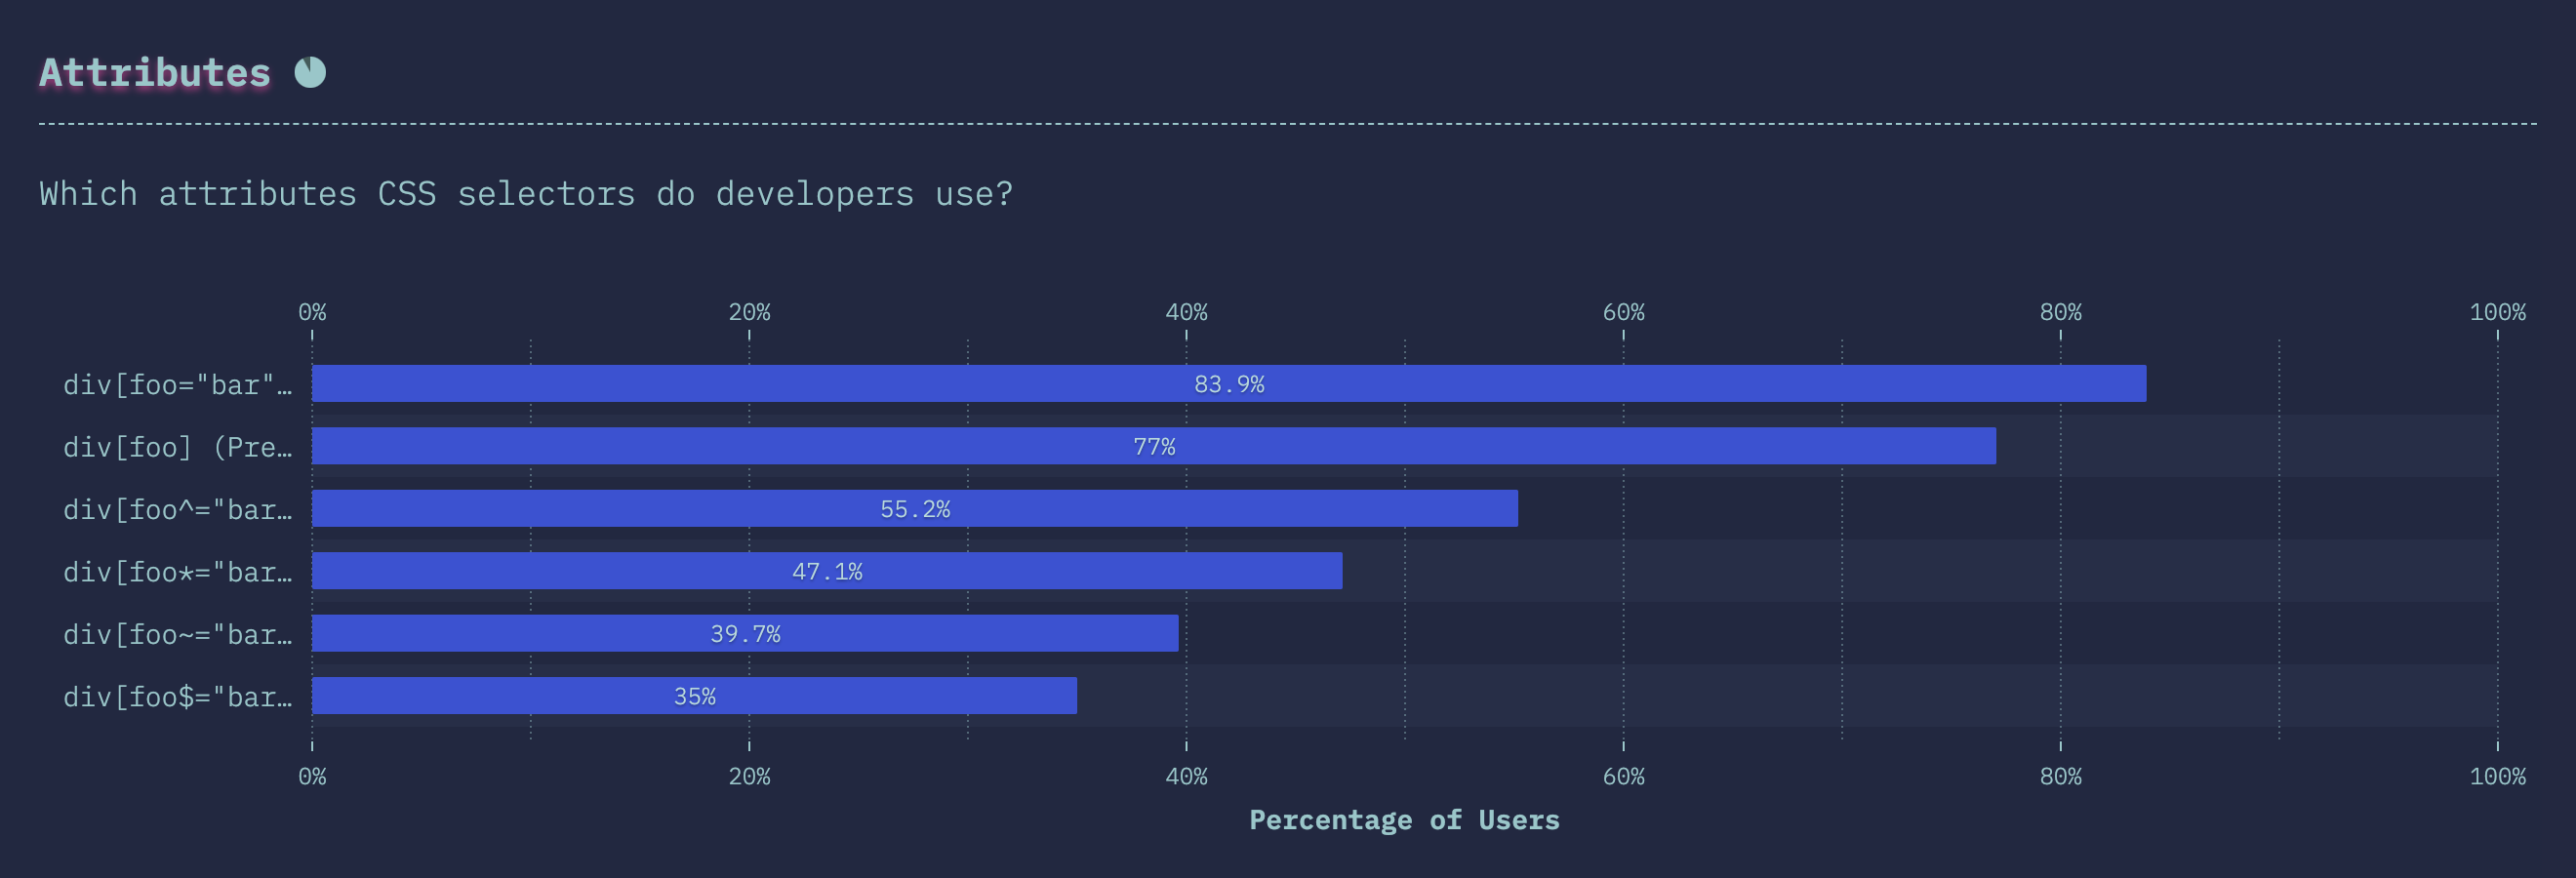 Attributes
Which attributes CSS selectors do developers use?
0% 20% 40% 60% 80% 100%
div[foo="bar"… 83.9%
div[foo] (Pre… 77%
div[foo^="bar… 55.2%
div[foo*="bar… 47.1%
div[foo~="bar… 39.7%
div[foo$="bar… 35%
0% 20% 40% 60% 80% 100%
Percentage of Users